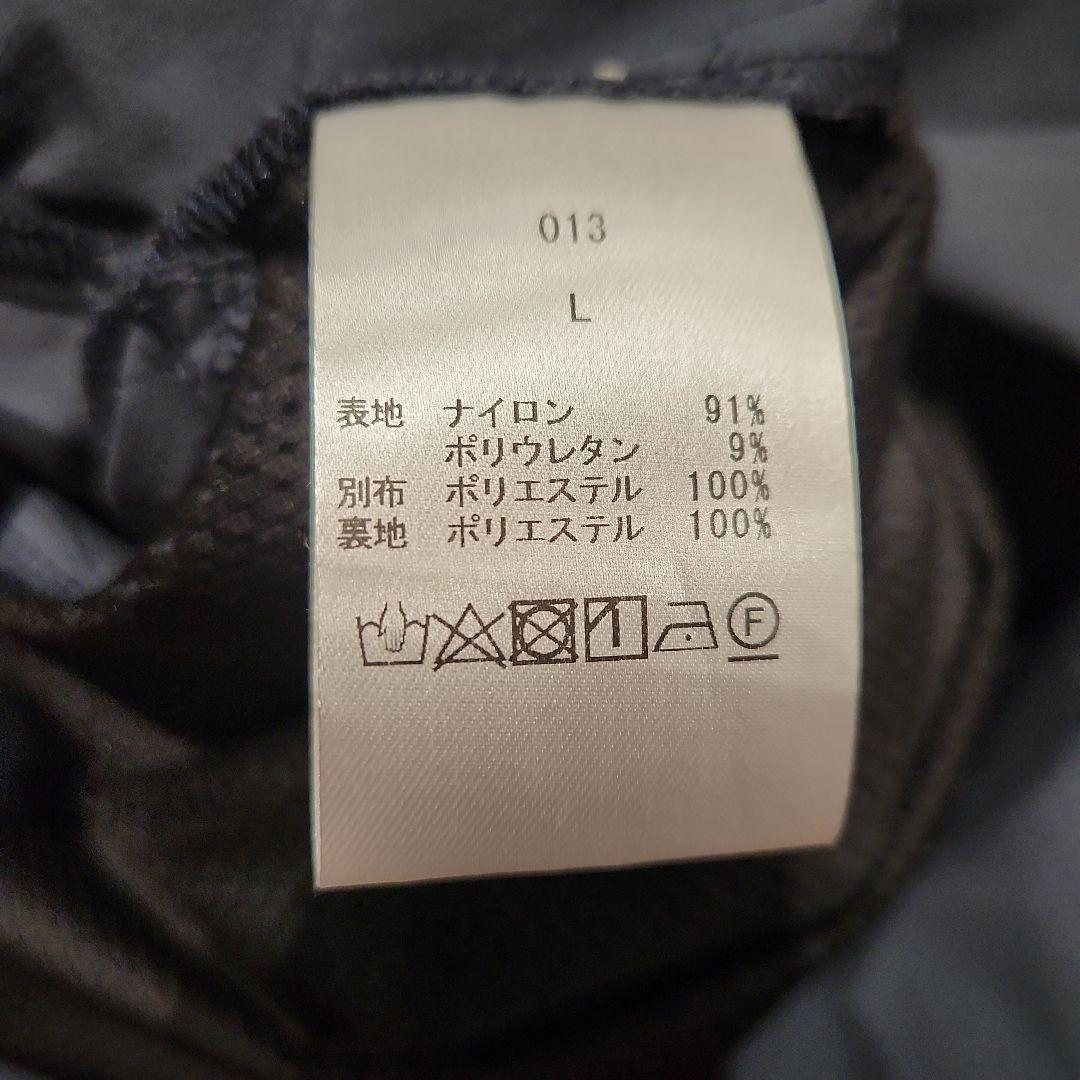 013
L
表地 ナイロン 91%
ポリウレタン 9%
別布 ポリエステル 100%
裏地 ポリエステル 100%
F